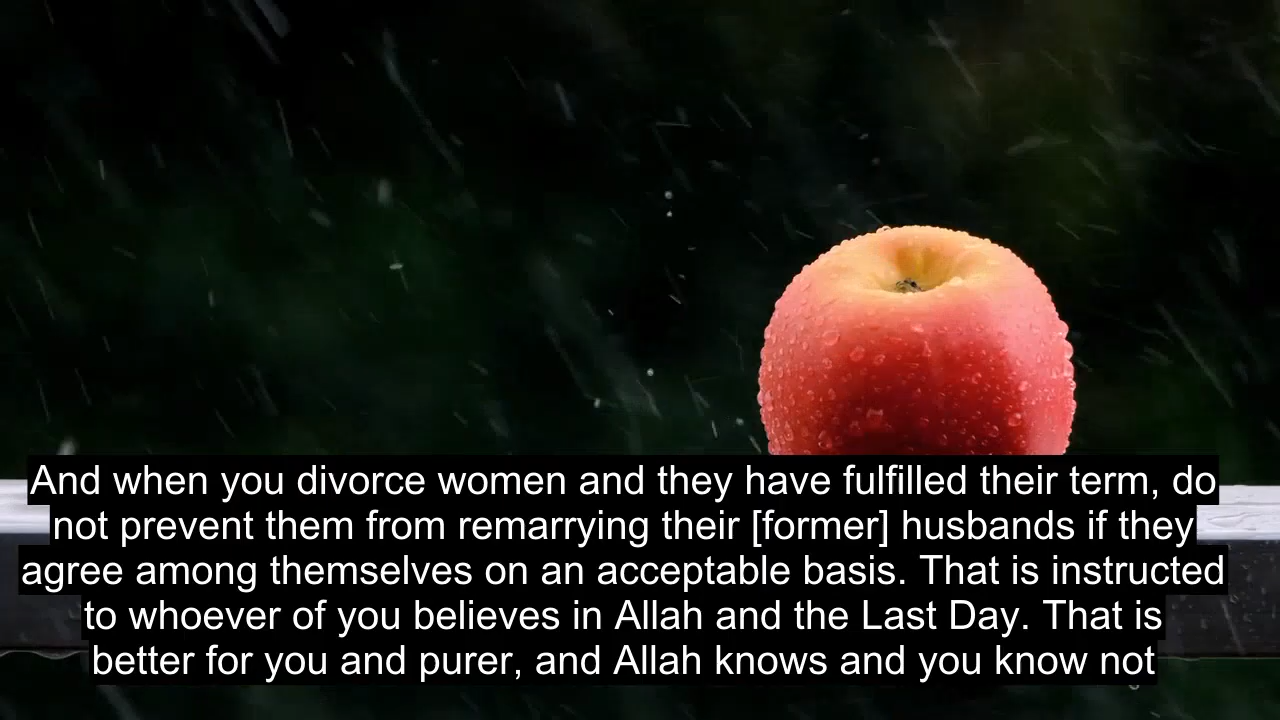 And when you divorce women and they have fulfilled their term, do
not prevent them from remarrying their [former] husbands if they
agree among themselves on an acceptable basis. That is instructed
to whoever of you believes in Allah and the Last Day. That is
better for you and purer, and Allah knows and you know not